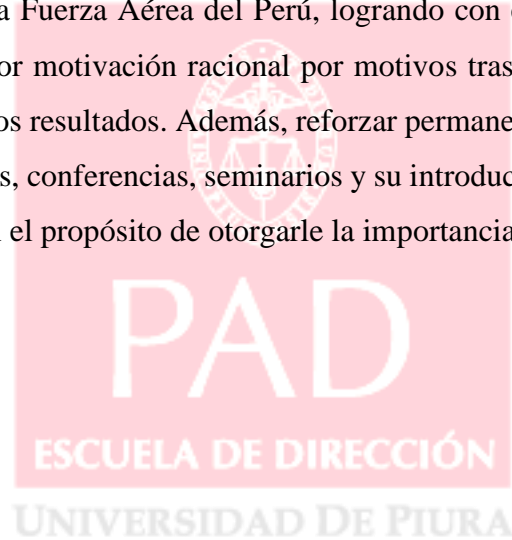 a Fuerza Aérea del Perú, logrando con
or motivación racional por motivos tras
os resultados. Además, reforzar permane
s, conferencias, seminarios y su introduc
el propósito de otorgarle la importancia
PAD
ESCUELA DE DIRECCIÓN
UNIVERSIDAD DE PIURA